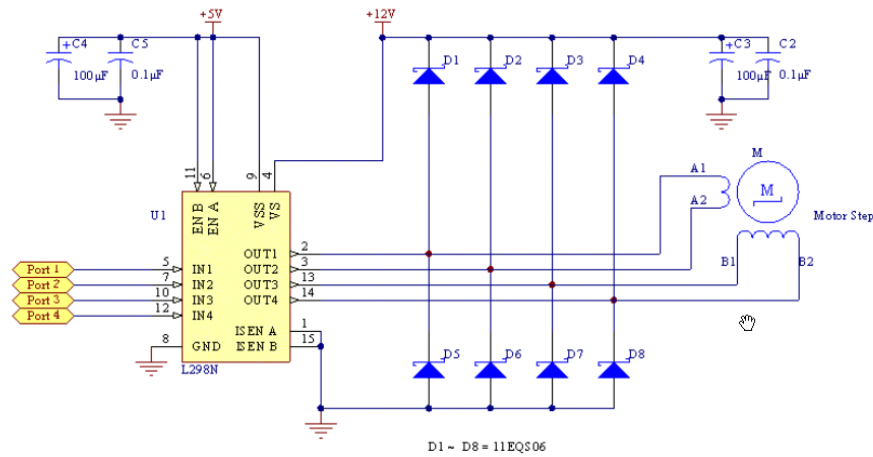 +5V
+12V
C4
100µF
C5
0.1µF
D1
D2
D3
D4
C3
100µF
C2
0.1µF
11
6
9
4
EN B
EN A
VSS
VS
U1
M
M
A1
A2
Motor Step
B1
B2
Port 1
5
IN1
OUT1
2
Port 2
7
IN2
OUT2
3
Port 3
10
IN3
OUT3
13
Port 4
12
IN4
OUT4
14
ISEN A
1
8
GND
ISEN B
15
L298N
D5
D6
D7
D8
D1 ~ D8 = 11EQS06